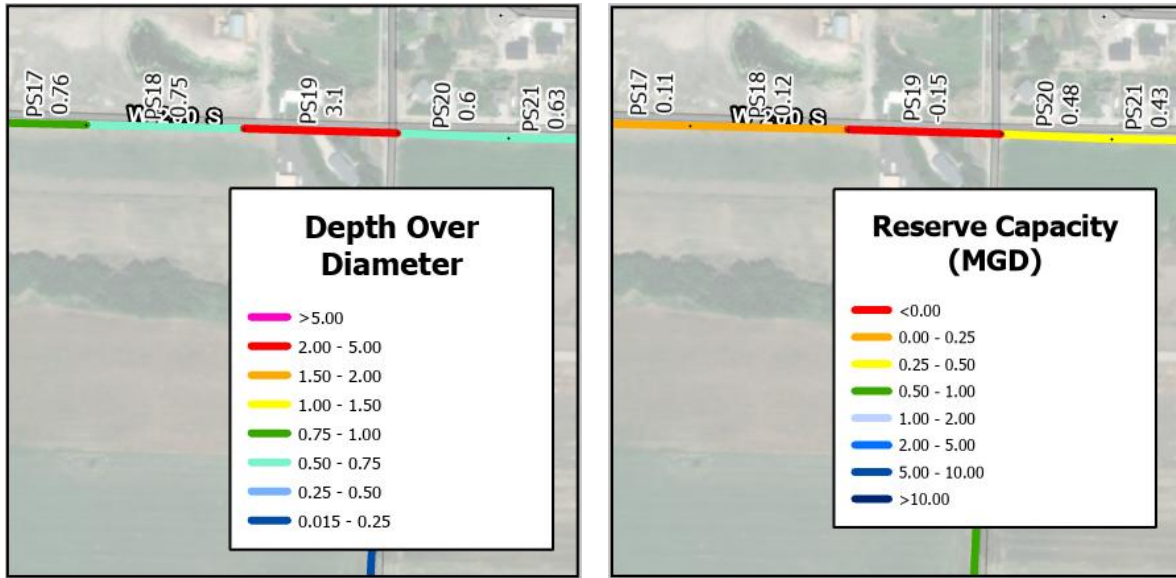 PS17
0.76
PS18
0.75
PS19
3.1
PS20
0.6
PS21
0.63
Depth Over
Diameter
>5.00
2.00 - 5.00
1.50 - 2.00
1.00 - 1.50
0.75 - 1.00
0.50 - 0.75
0.25 - 0.50
0.015 - 0.25
PS17
0.11
PS18
0.12
PS19
-0.15
PS20
0.48
PS21
0.43
Reserve Capacity
(MGD)
<0.00
0.00 - 0.25
0.25 - 0.50
0.50 - 1.00
1.00 - 2.00
2.00 - 5.00
5.00 - 10.00
>10.00